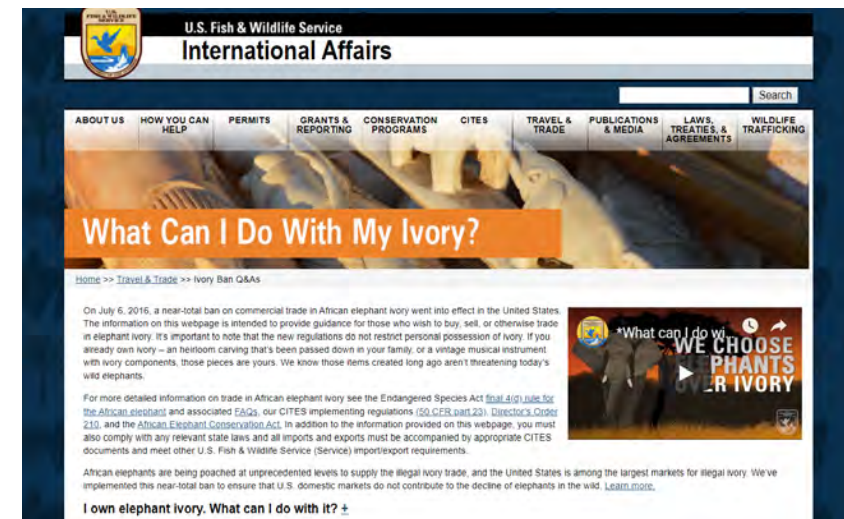 U.S.
FISH & WILDLIFE
SERVICE
U.S. Fish & Wildlife Service
International Affairs
Search
ABOUT US HOW YOU CAN HELP PERMITS GRANTS & REPORTING CONSERVATION PROGRAMS CITES TRAVEL & TRADE PUBLICATIONS & MEDIA LAWS, TREATIES, & AGREEMENTS WILDLIFE TRAFFICKING
What Can I Do With My Ivory?
Home >> Travel & Trade >> Ivory Ban Q&As
On July 6, 2016, a near-total ban on commercial trade in African elephant ivory went into effect in the United States.
The information on this webpage is intended to provide guidance for those who wish to buy, sell, or otherwise trade
in elephant ivory. It's important to note that the new regulations do not restrict personal possession of ivory. If you
already own ivory – an heirloom carving that's been passed down in your family, or a vintage musical instrument
with ivory components, those pieces are yours. We know those items created long ago aren't threatening today's
wild elephants.
*What can I do wi...
WE CHOOSE
ELEPHANTS
OVER IVORY
For more detailed information on trade in African elephant ivory see the Endangered Species Act final 4(d) rule for
the African elephant and associated FAQs, our CITES implementing regulations (50 CFR part 23), Director's Order
210, and the African Elephant Conservation Act. In addition to the information provided on this webpage, you must
also comply with any relevant state laws and all imports and exports must be accompanied by appropriate CITES
documents and meet other U.S. Fish & Wildlife Service (Service) import/export requirements.
African elephants are being poached at unprecedented levels to supply the illegal ivory trade, and the United States is among the largest markets for illegal ivory. We've
implemented this near-total ban to ensure that U.S. domestic markets do not contribute to the decline of elephants in the wild. Learn more.
I own elephant ivory. What can I do with it? +